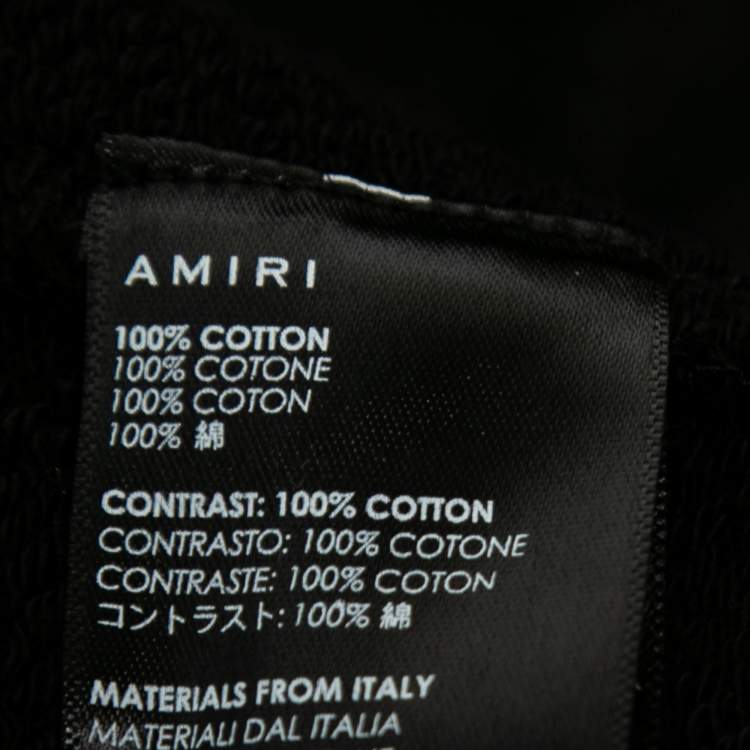 AMIRI
100% COTTON
100% COTONE
100% COTON
100% 綿
CONTRAST: 100% COTTON
CONTRASTO: 100% COTONE
CONTRASTE: 100% COTON
コントラスト: 100% 綿
MATERIALS FROM ITALY
MATERIALI DAL ITALIA